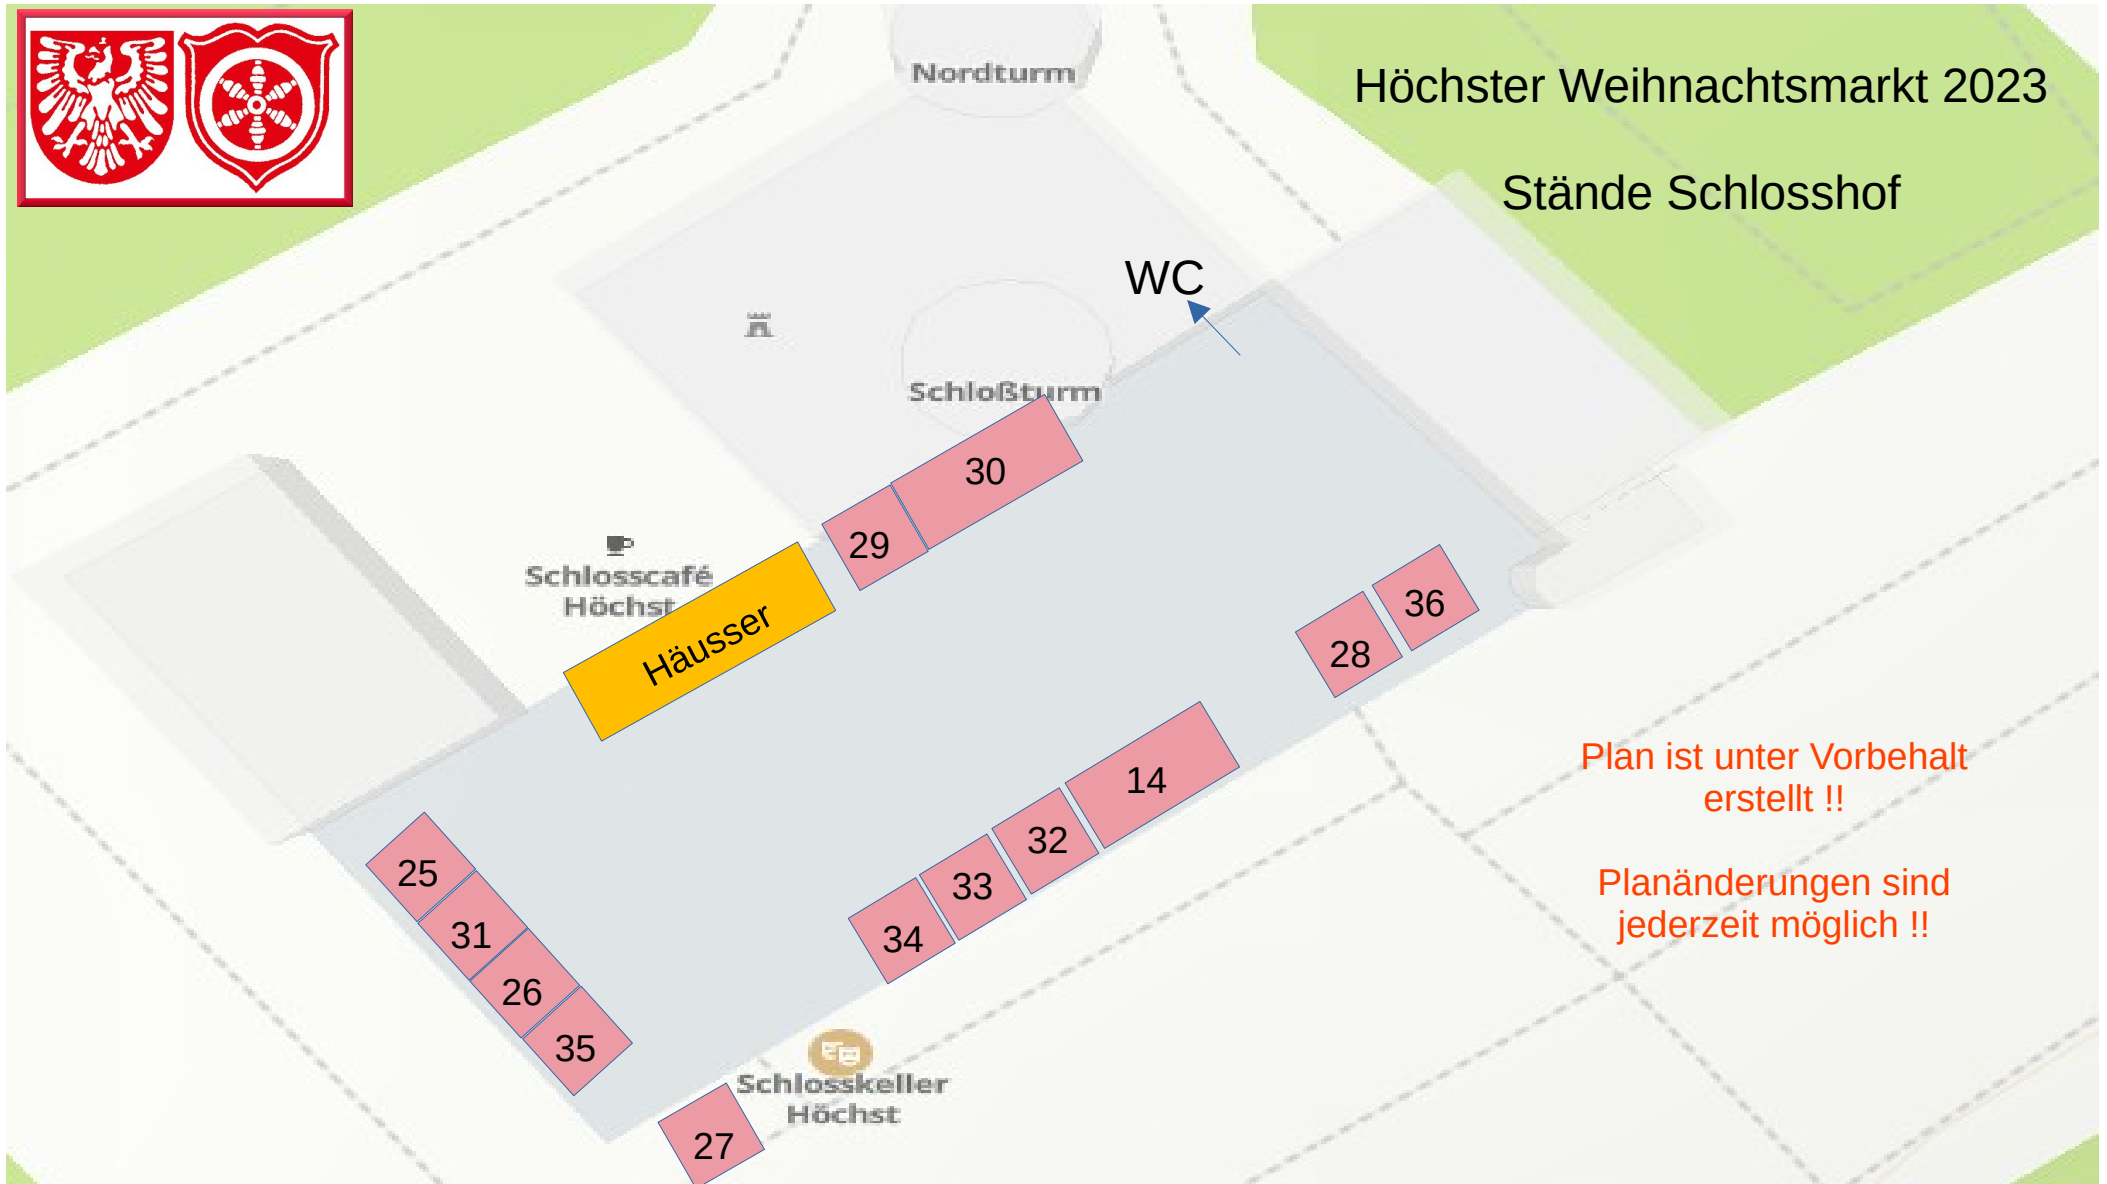 Nordturm
Höchster Weihnachtsmarkt 2023
Stände Schlosshof
WC
Schloßturm
30
29
Schlosscafé
Höchst
Häusser
36
28
Plan ist unter Vorbehalt
erstellt !!
14
32
25
33
Planänderungen sind
jederzeit möglich !!
31
34
26
35
Schlosskeller
Höchst
27